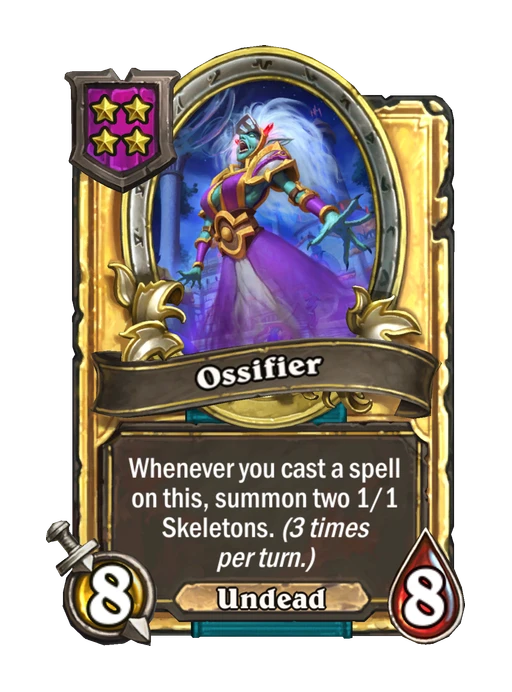 Ossifier
Whenever you cast a spell
on this, summon two 1/1
Skeletons. (3 times
per turn.)
8
Undead
8